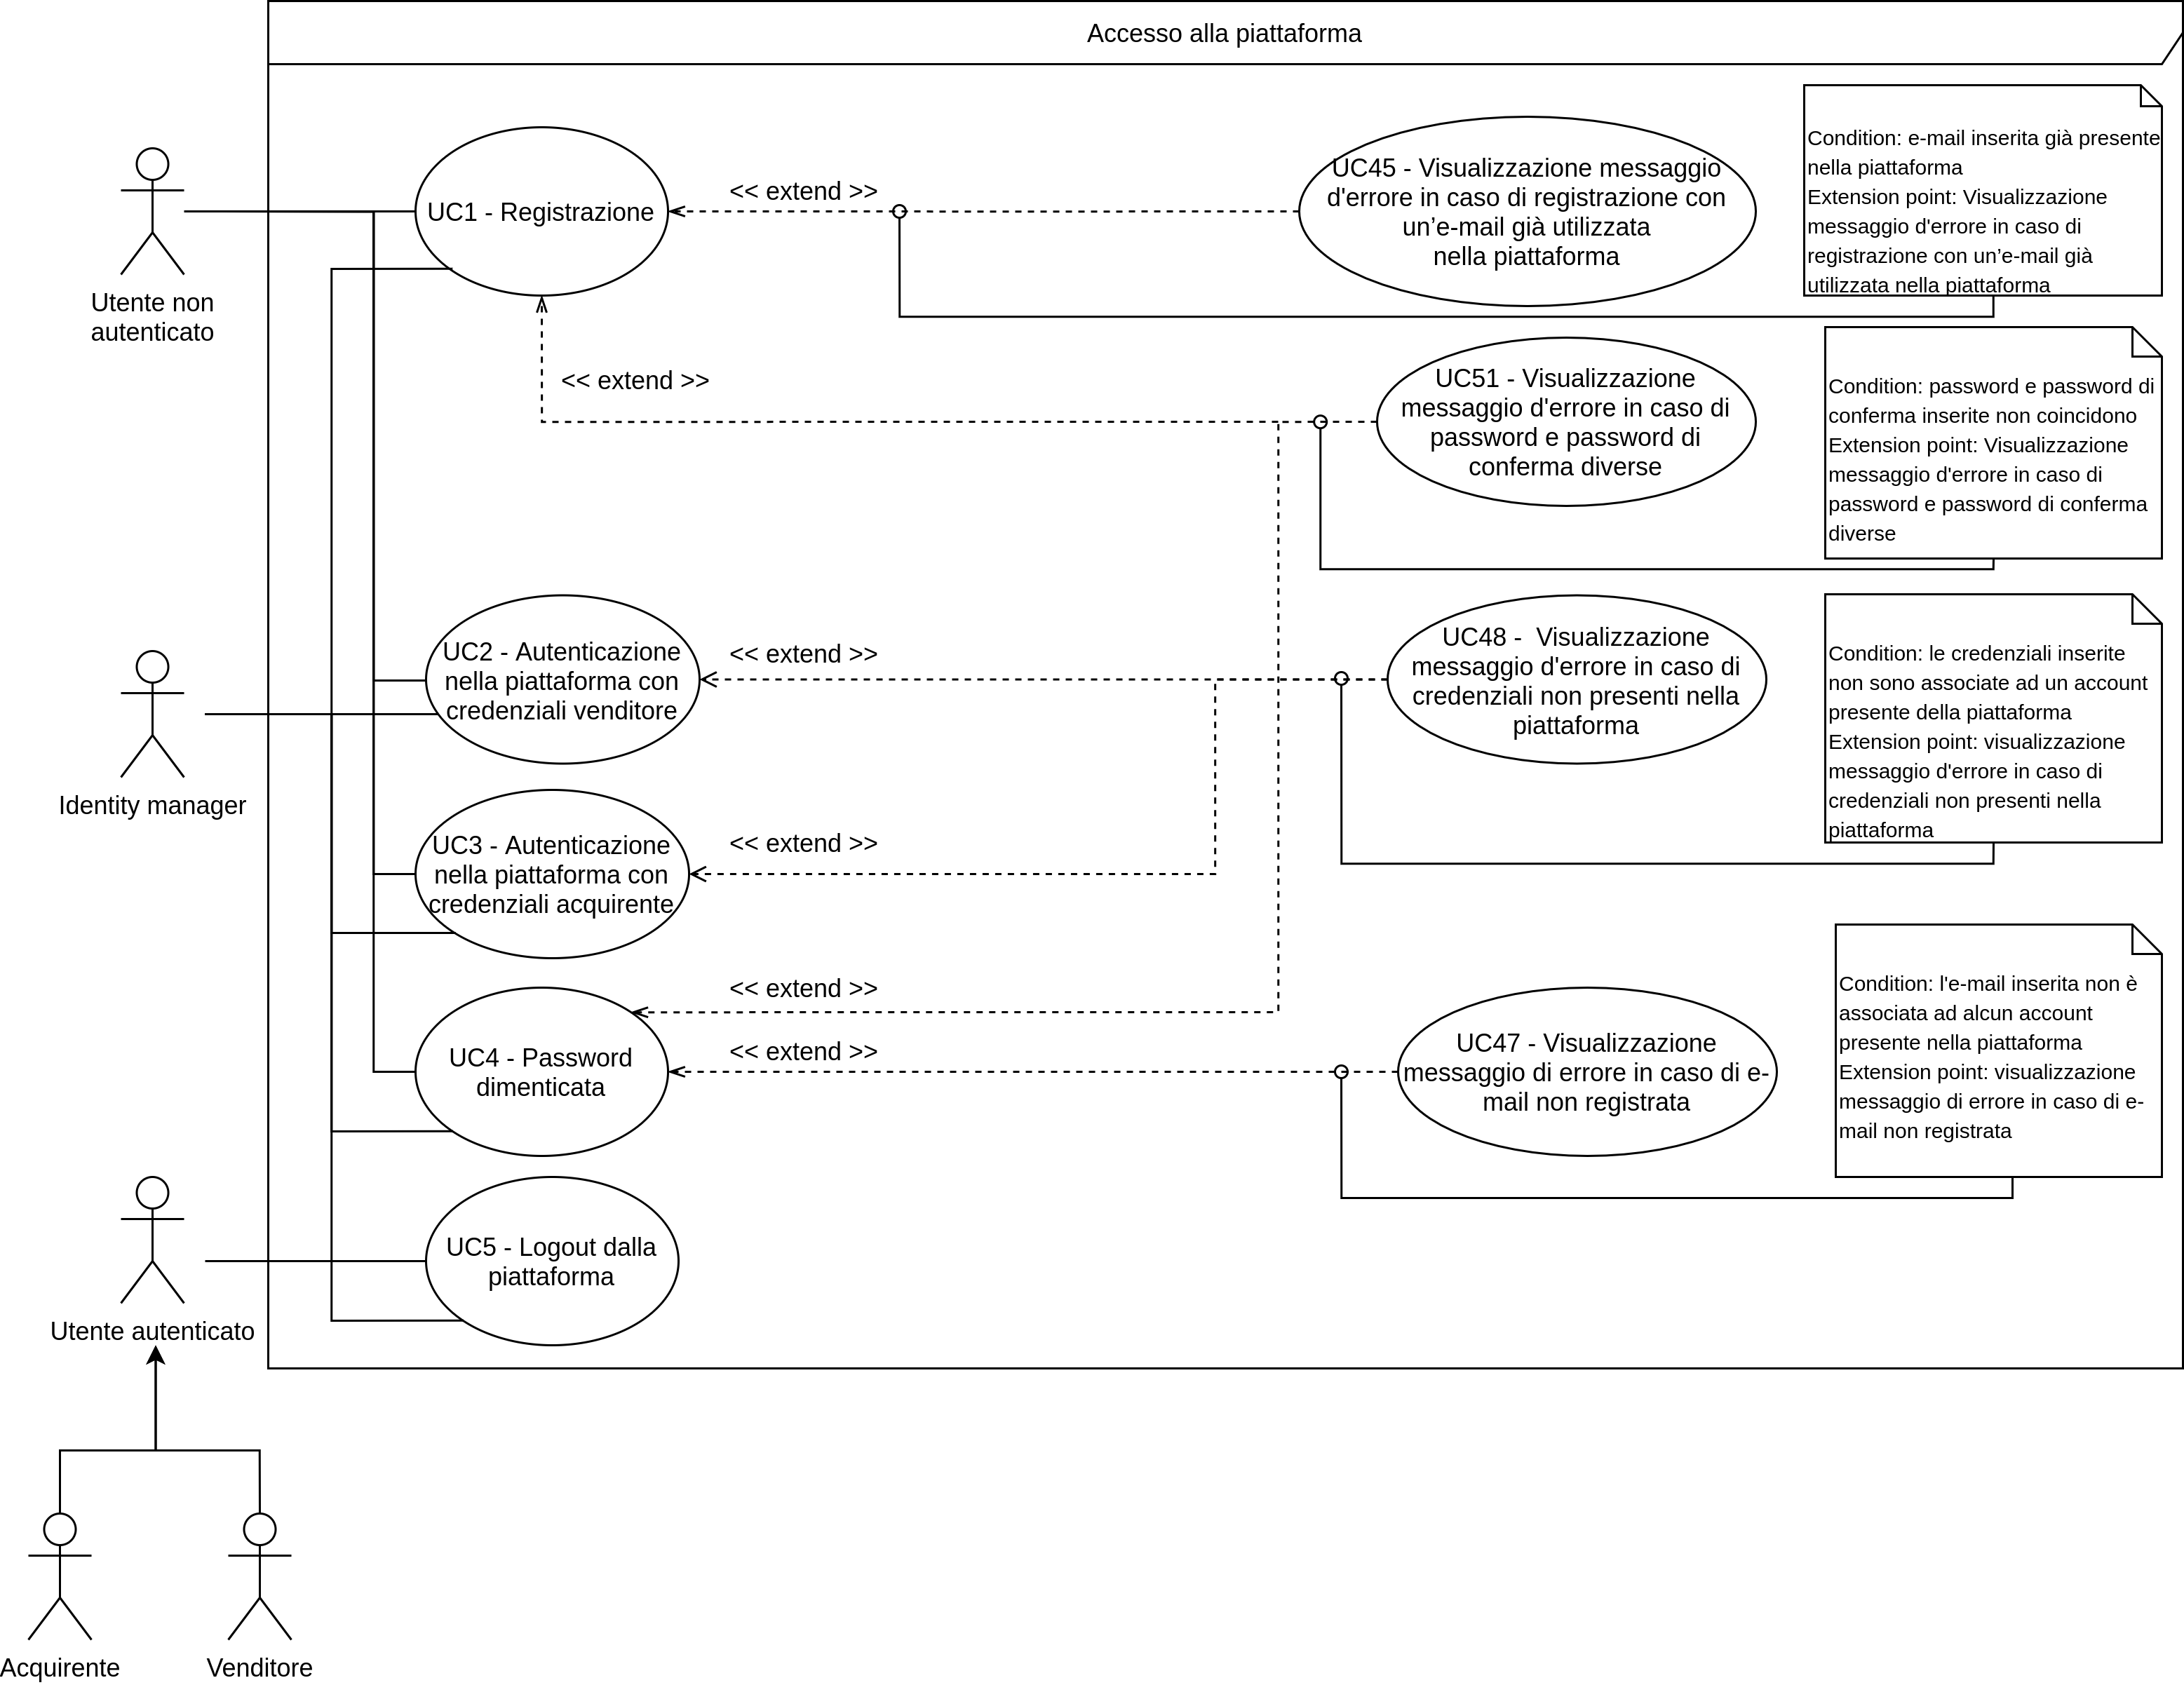 Accesso alla piattaforma
Utente non
autenticato
UC1 - Registrazione
<< extend >>
UC45 - Visualizzazione messaggio
d'errore in caso di registrazione con
un’e-mail già utilizzata
nella piattaforma
Condition: e-mail inserita già presente
nella piattaforma
Extension point: Visualizzazione
messaggio d'errore in caso di
registrazione con un’e-mail già
utilizzata nella piattaforma
<< extend >>
UC51 - Visualizzazione
messaggio d'errore in caso di
password e password di
conferma diverse
Condition: password e password di
conferma inserite non coincidono
Extension point: Visualizzazione
messaggio d'errore in caso di
password e password di conferma
diverse
Identity manager
UC2 - Autenticazione
nella piattaforma con
credenziali venditore
<< extend >>
UC48 -  Visualizzazione
messaggio d'errore in caso di
credenziali non presenti nella
piattaforma
Condition: le credenziali inserite
non sono associate ad un account
presente della piattaforma
Extension point: visualizzazione
messaggio d'errore in caso di
credenziali non presenti nella
piattaforma
UC3 - Autenticazione
nella piattaforma con
credenziali acquirente
<< extend >>
<< extend >>
UC4 - Password
dimenticata
<< extend >>
UC47 - Visualizzazione
messaggio di errore in caso di e-
mail non registrata
Condition: l'e-mail inserita non è
associata ad alcun account
presente nella piattaforma
Extension point: visualizzazione
messaggio di errore in caso di e-
mail non registrata
Utente autenticato
UC5 - Logout dalla
piattaforma
Acquirente
Venditore